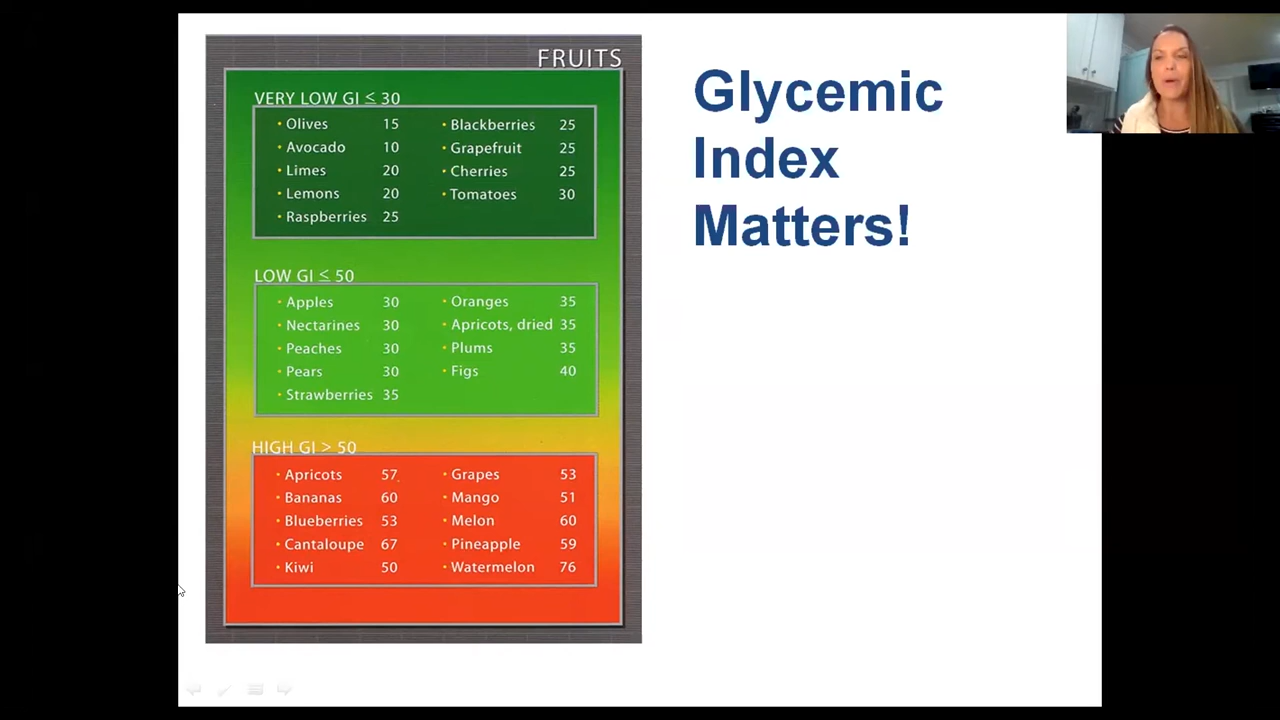 FRUITS
VERY LOW GI ≤ 30
• Olives 15
• Avocado 10
• Limes 20
• Lemons 20
• Raspberries 25
• Blackberries 25
• Grapefruit 25
• Cherries 25
• Tomatoes 30
LOW GI ≤ 50
• Apples 30
• Nectarines 30
• Peaches 30
• Pears 30
• Strawberries 35
• Oranges 35
• Apricots, dried 35
• Plums 35
• Figs 40
HIGH GI > 50
• Apricots 57
• Bananas 60
• Blueberries 53
• Cantaloupe 67
• Kiwi 50
• Grapes 53
• Mango 51
• Melon 60
• Pineapple 59
• Watermelon 76
Glycemic
Index
Matters!